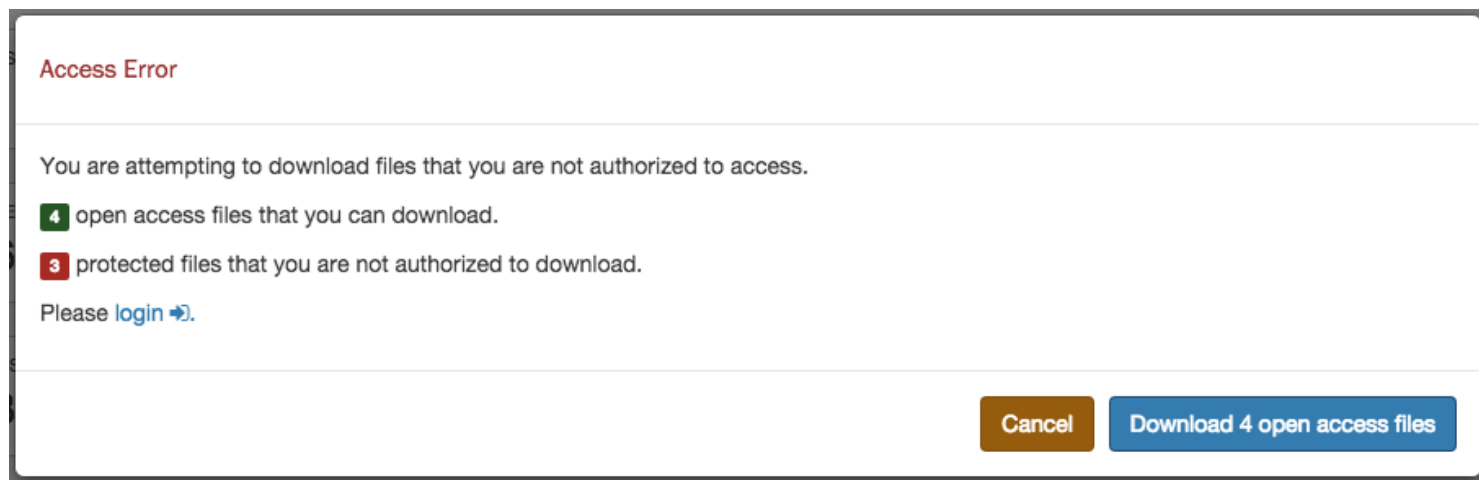 Access Error
You are attempting to download files that you are not authorized to access.
4 open access files that you can download.
3 protected files that you are not authorized to download.
Please login .
Cancel
Download 4 open access files